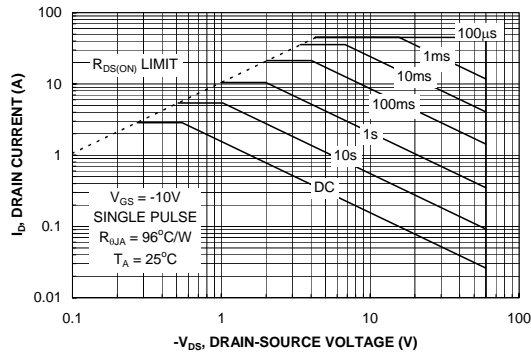 100
10
1
0.1
0.01
I_D, DRAIN CURRENT (A)
R_DS(ON) LIMIT
100µs
1ms
10ms
100ms
1s
10s
DC
V_GS = -10V
SINGLE PULSE
R_θJA = 96°C/W
T_A = 25°C
0.1
1
10
100
-V_DS, DRAIN-SOURCE VOLTAGE (V)